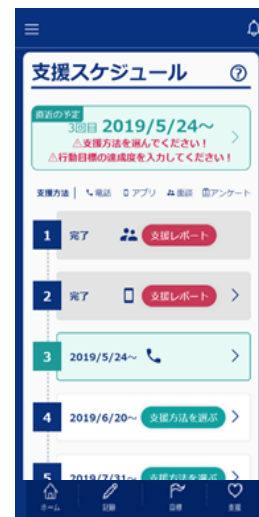 支援スケジュール ?
直近の予定
3回目 2019/5/24～
⚠支援方法を選んでください！
⚠行動目標の達成度を入力してください！
支援方法 | 電話 アプリ 面談 アンケート
1 完了 支援レポート
2 完了 支援レポート
3 2019/5/24～
4 2019/6/20～ 支援方法を選ぶ
5 2019/7/31～ 支援方法を選ぶ
ホーム 記録 目標 支援